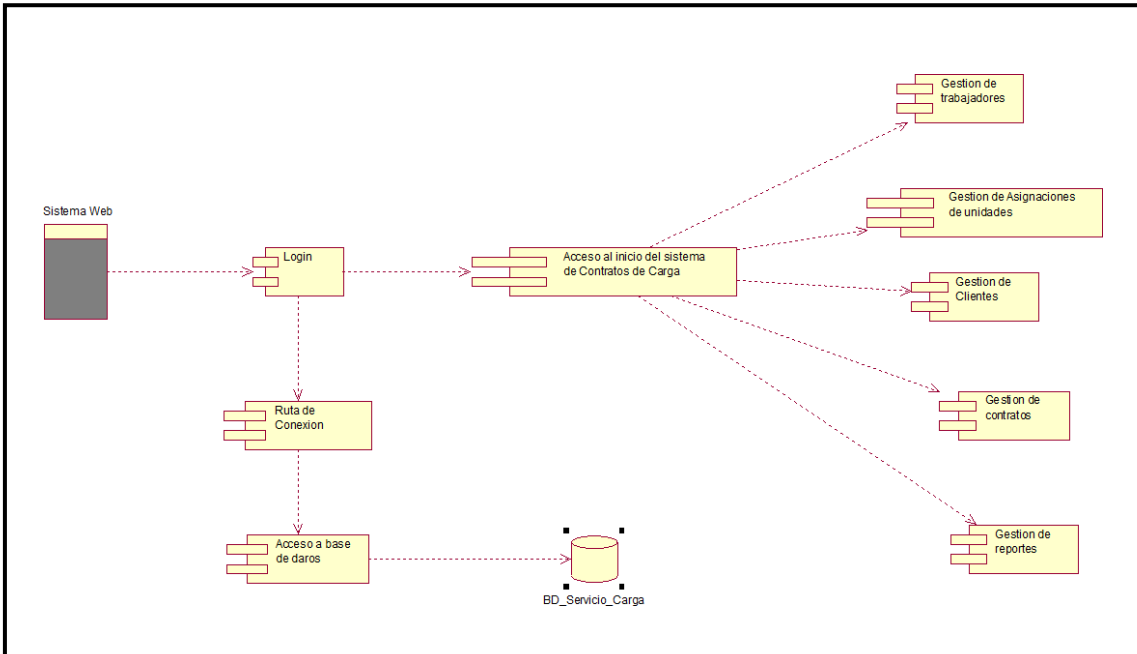 Gestion de
trabajadores
Gestion de Asignaciones
de unidades
Sistema Web
Login
Acceso al inicio del sistema
de Contratos de Carga
Gestion de
Clientes
Ruta de
Conexion
Gestion de
contratos
Acceso a base
de daros
Gestion de
reportes
BD_Servicio_Carga